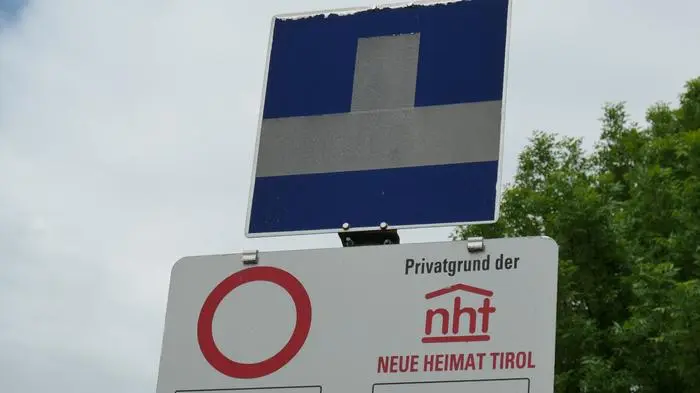 Privatgrund der
nht
NEUE HEIMAT TIROL